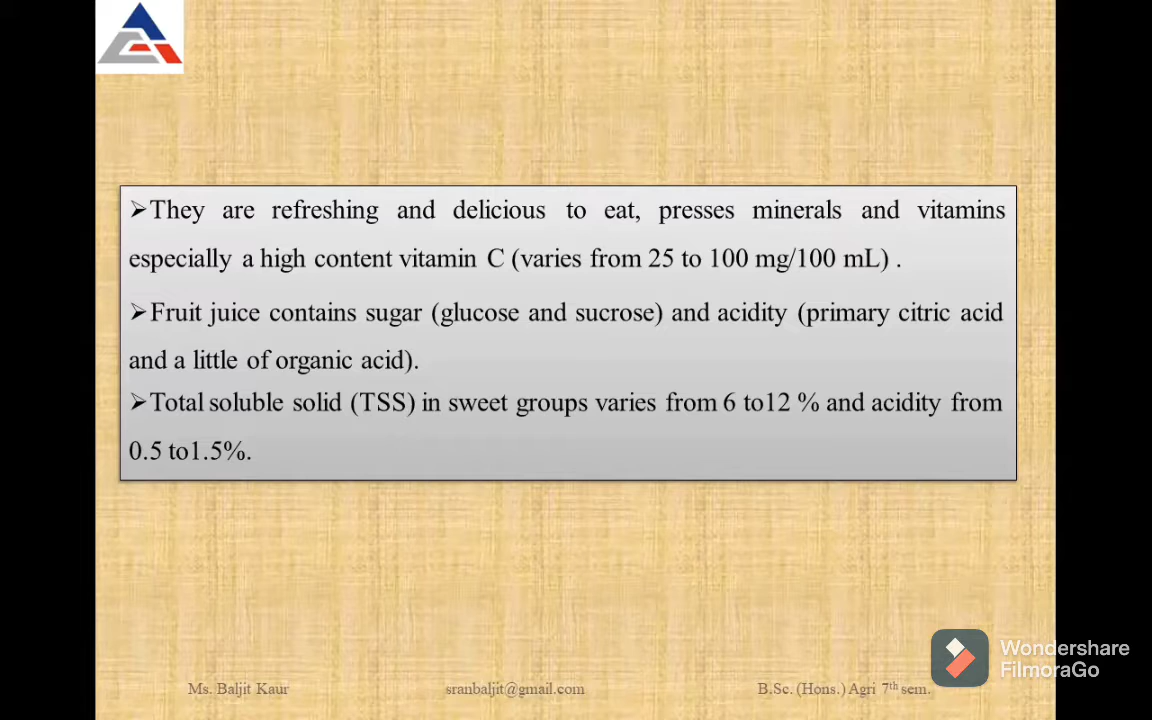 ➢They are refreshing and delicious to eat, presses minerals and vitamins
especially a high content vitamin C (varies from 25 to 100 mg/100 mL) .
➢Fruit juice contains sugar (glucose and sucrose) and acidity (primary citric acid
and a little of organic acid).
➢Total soluble solid (TSS) in sweet groups varies from 6 to12 % and acidity from
0.5 to1.5%.
Wondershare
FilmoraGo
Ms. Baljit Kaur sranbaljit@gmail.com B.Sc. (Hons.) Agri 7th sem.